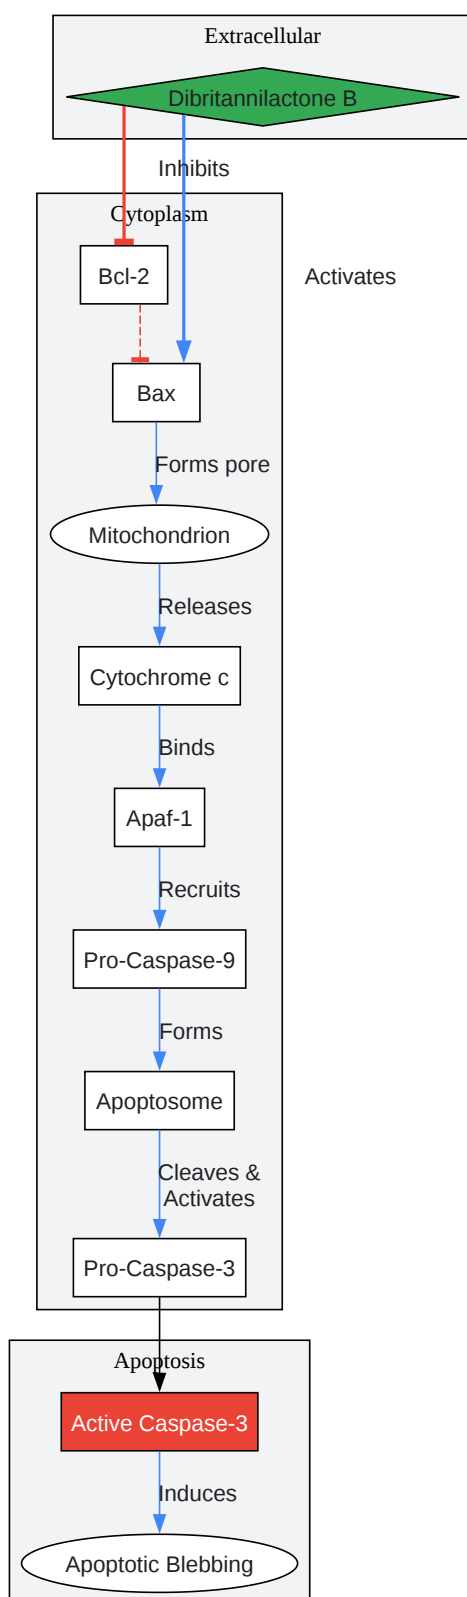 Extracellular
Dibritannilactone B
Inhibits
Cytoplasm
Bcl-2
Activates
Bax
Forms pore
Mitochondrion
Releases
Cytochrome c
Binds
Apaf-1
Recruits
Pro-Caspase-9
Forms
Apoptosome
Cleaves &
Activates
Pro-Caspase-3
Apoptosis
Active Caspase-3
Induces
Apoptotic Blebbing